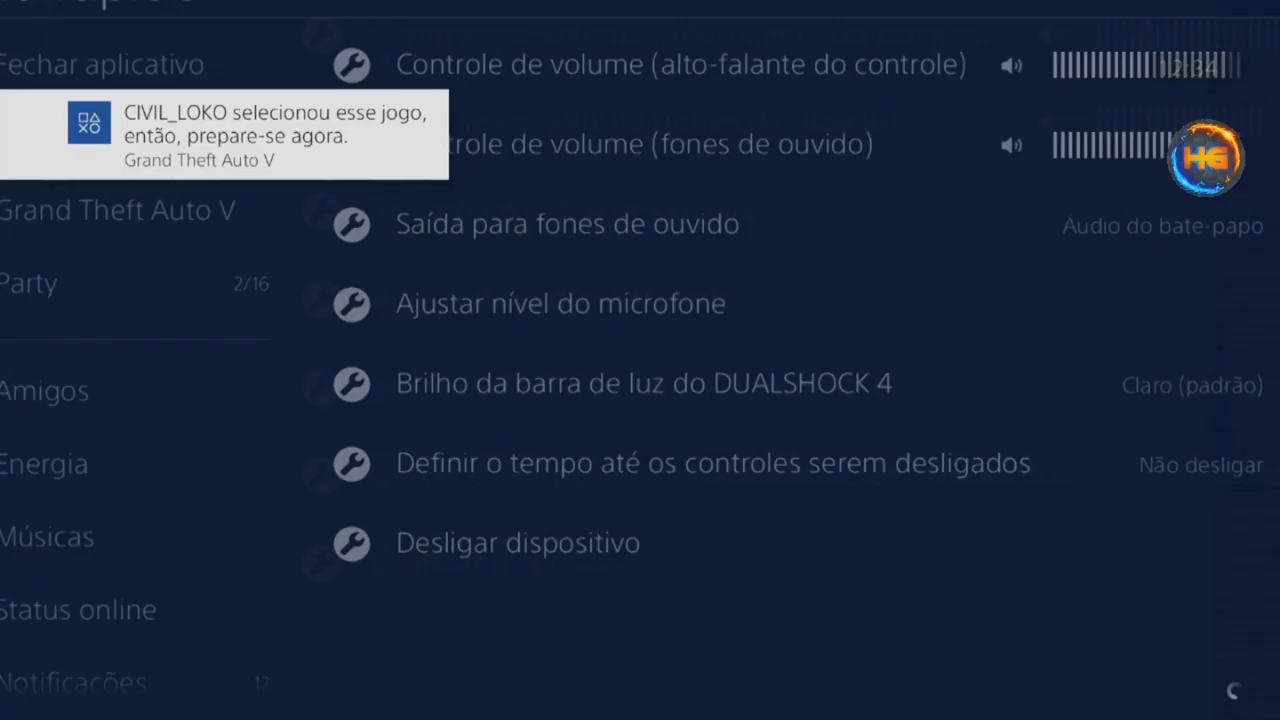 Fechar aplicativo
Controle de volume (alto-falante do controle)
12:34
CIVIL_LOKO selecionou esse jogo,
então, prepare-se agora.
Grand Theft Auto V
role de volume (fones de ouvido)
HG
Grand Theft Auto V
Saída para fones de ouvido
Áudio do bate-papo
Party
2/16
Ajustar nível do microfone
Amigos
Brilho da barra de luz do DUALSHOCK 4
Claro (padrão)
Energia
Definir o tempo até os controles serem desligados
Não desligar
Músicas
Desligar dispositivo
Status online
Notificações
12